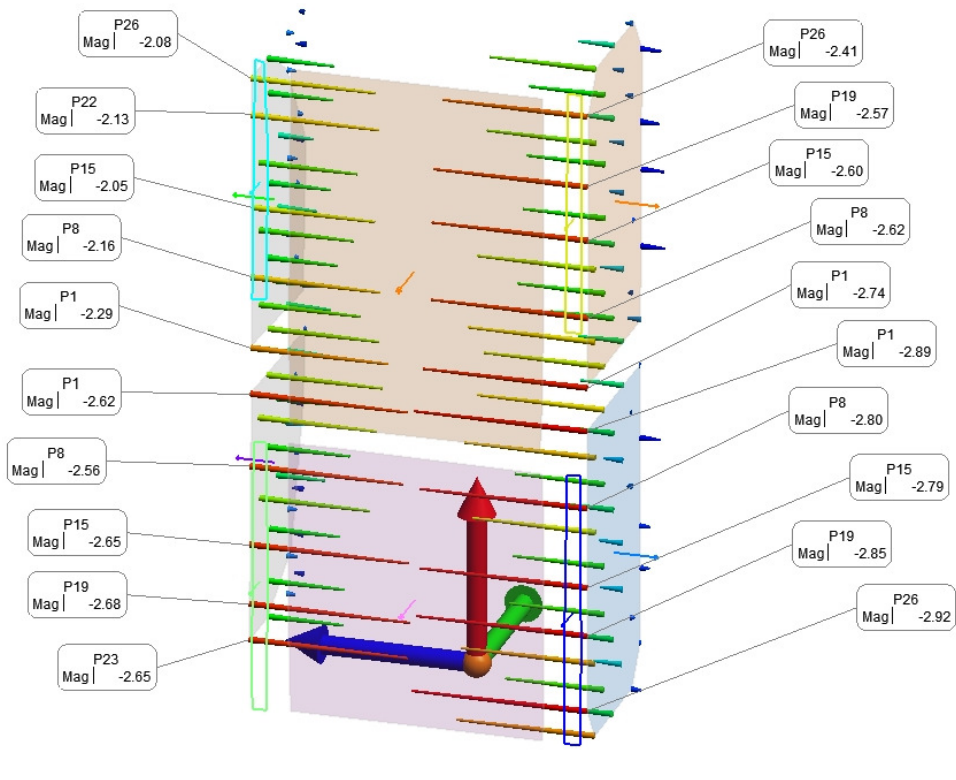 P26
Mag -2.08
P22
Mag -2.13
P15
Mag -2.05
P8
Mag -2.16
P1
Mag -2.29
P1
Mag -2.62
P8
Mag -2.56
P15
Mag -2.65
P19
Mag -2.68
P23
Mag -2.65
P26
Mag -2.41
P19
Mag -2.57
P15
Mag -2.60
P8
Mag -2.62
P1
Mag -2.74
P1
Mag -2.89
P8
Mag -2.80
P15
Mag -2.79
P19
Mag -2.85
P26
Mag -2.92